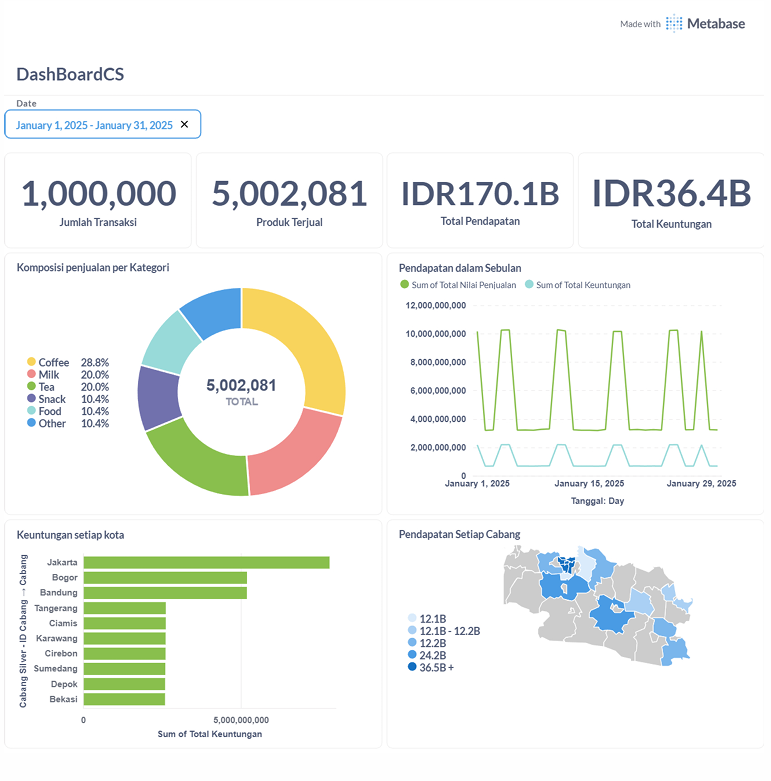 Made with Metabase
DashBoardCS
Date
January 1, 2025 - January 31, 2025 ✕
1,000,000
Jumlah Transaksi
5,002,081
Produk Terjual
IDR170.1B
Total Pendapatan
IDR36.4B
Total Keuntungan
Komposisi penjualan per Kategori
Coffee 28.8%
Milk 20.0%
Tea 20.0%
Snack 10.4%
Food 10.4%
Other 10.4%
5,002,081
TOTAL
Pendapatan dalam Sebulan
Sum of Total Nilai Penjualan Sum of Total Keuntungan
12,000,000,000
10,000,000,000
8,000,000,000
6,000,000,000
4,000,000,000
2,000,000,000
0
January 1, 2025 January 15, 2025 January 29, 2025
Tanggal: Day
Keuntungan setiap kota
Cabang Silver - ID Cabang → Cabang
Jakarta
Bogor
Bandung
Tangerang
Ciamis
Karawang
Cirebon
Sumedang
Depok
Bekasi
0 5,000,000,000
Sum of Total Keuntungan
Pendapatan Setiap Cabang
12.1B
12.1B - 12.2B
12.2B
24.2B
36.5B +